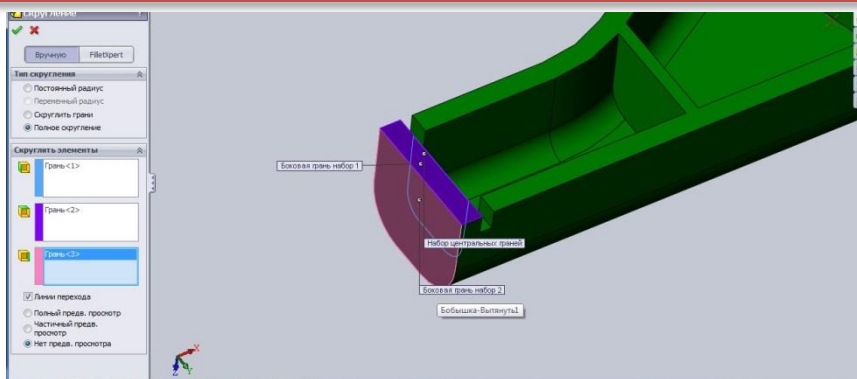 Скругление ?
Вручную FilletXpert
Тип скругления
Постоянный радиус
Переменный радиус
Скруглить грани
Полное скругление
Скруглить элементы
Грань<1>
Грань<2>
Грань<3>
Линии перехода
Полный предв. просмотр
Частичный предв.
просмотр
Нет предв. просмотра
Боковая грань набор 1
Набор центральных граней
Боковая грань набор 2
Бобышка-Вытянуть1
X
Y
Z